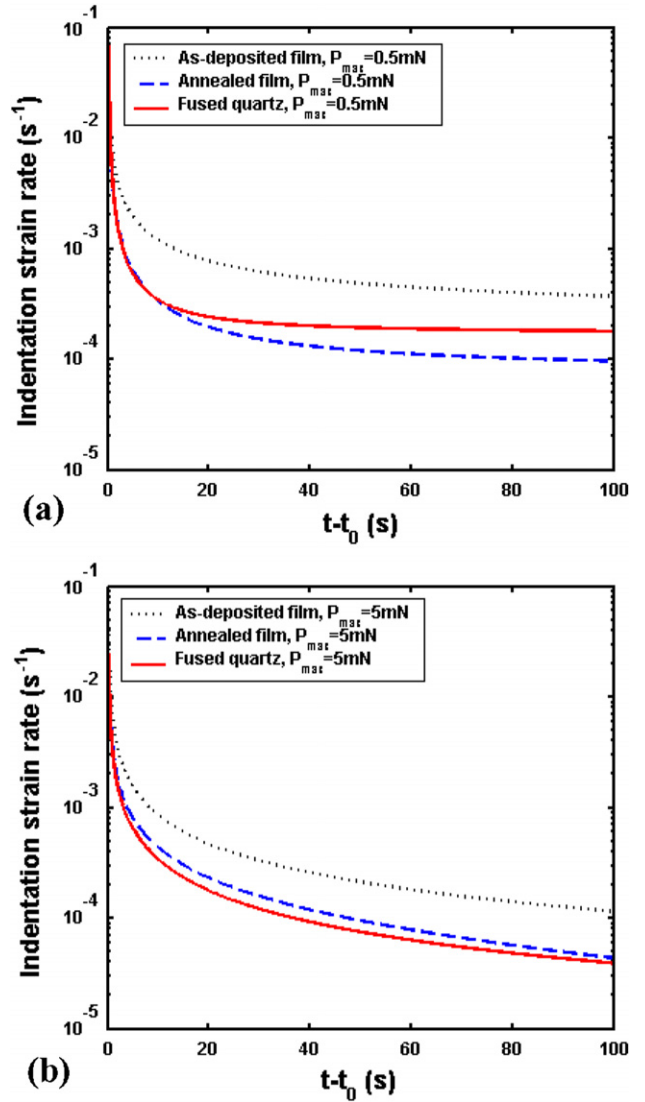 10⁻¹
As-deposited film, Pmax=0.5mN
Annealed film, Pmax=0.5mN
Fused quartz, Pmax=0.5mN
10⁻²
10⁻³
10⁻⁴
10⁻⁵
Indentation strain rate (s⁻¹)
0 20 40 60 80 100
t-t₀ (s)
(a)
10⁻¹
As-deposited film, Pmax=5mN
Annealed film, Pmax=5mN
Fused quartz, Pmax=5mN
10⁻²
10⁻³
10⁻⁴
10⁻⁵
Indentation strain rate (s⁻¹)
0 20 40 60 80 100
t-t₀ (s)
(b)